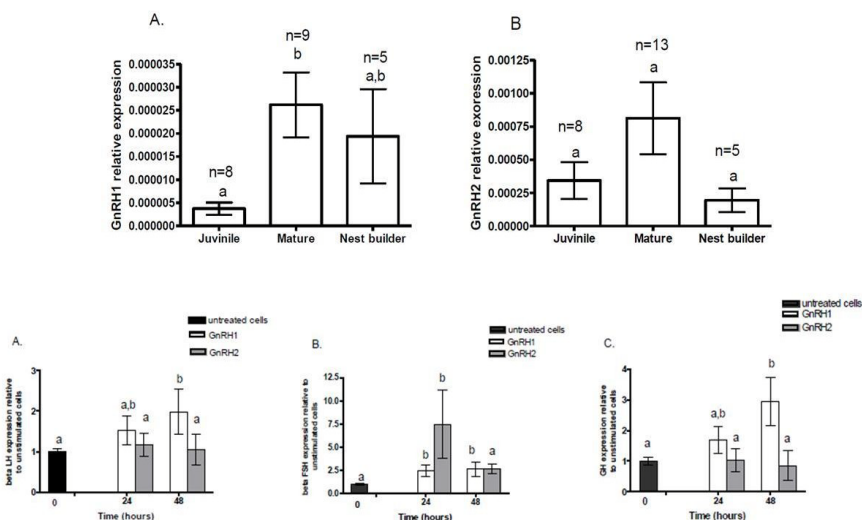 A.
n=9
b
n=5
a,b
n=8
a
GnRH1 relative expression
0.000035
0.000030
0.000025
0.000020
0.000015
0.000010
0.000005
0.000000
Juvinile
Mature
Nest builder
B
n=13
a
n=8
a
n=5
a
GnRH2 relative exoression
0.00125
0.00100
0.00075
0.00050
0.00025
0.00000
Juvinile
Mature
Nest builder
A.
untreated cells
GnRH1
GnRH2
beta LH expression relative
to unstimulated cells
3
2
1
0
a
a,b
a
b
a
0
24
48
Time (hours)
B.
untreated cells
GnRH1
GnRH2
beta FSH expression relative to
unstimulated cells
12.5
10.0
7.5
5.0
2.5
0.0
a
b
b
b
a
0
24
48
Time (hours)
C.
untreated cells
GnRH1
GnRH2
GH expression relative
to unstimulated cells
4
3
2
1
0
a
a,b
a
b
a
0
24
48
Time (hours)